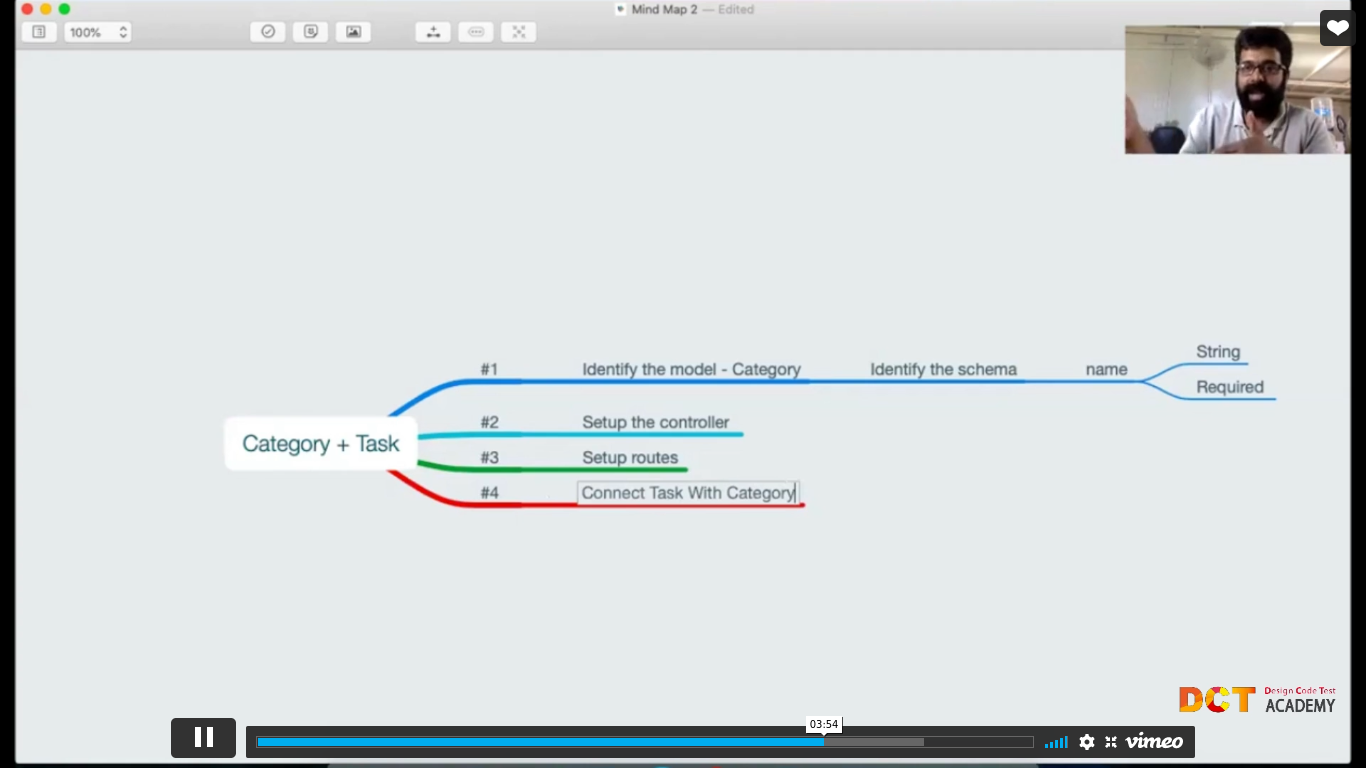 Mind Map 2 — Edited
100%
#1 Identify the model - Category Identify the schema name String
Required
Category + Task
#2 Setup the controller
#3 Setup routes
#4 Connect Task With Category
DCT Design Code Test
ACADEMY
03:54
vimeo